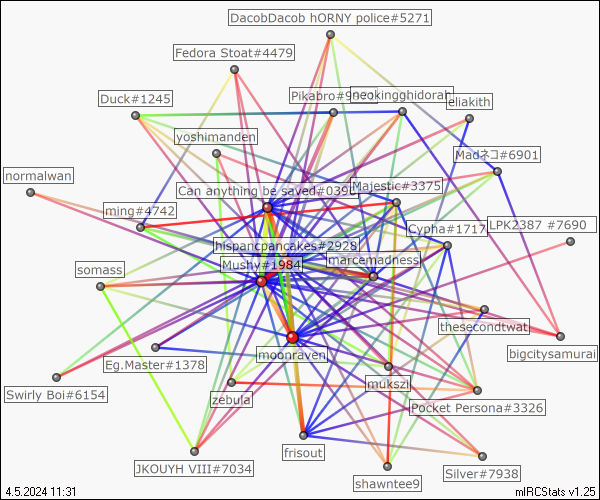 DacobDacob hORNY police#5271
Fedora Stoat#4479
Duck#1245
neokingghidorah
eliakith
yoshimanden
Madネコ#6901
normalwan
Can anything be saved#0390
Majestic#3375
ming#4742
Cypha#1717
LPK2387 #7690
hispancpancakes#2928
Mushy#1984
marcemadness
somass
thesecondtwat
moonraven
bigcitysamurai
Eg.Master#1378
mukszi
Swirly Boi#6154
zebula
Pocket Persona#3326
frisout
JKOUYH VIII#7034
Silver#7938
shawntee9
4.5.2024 11:31
mIRCStats v1.25